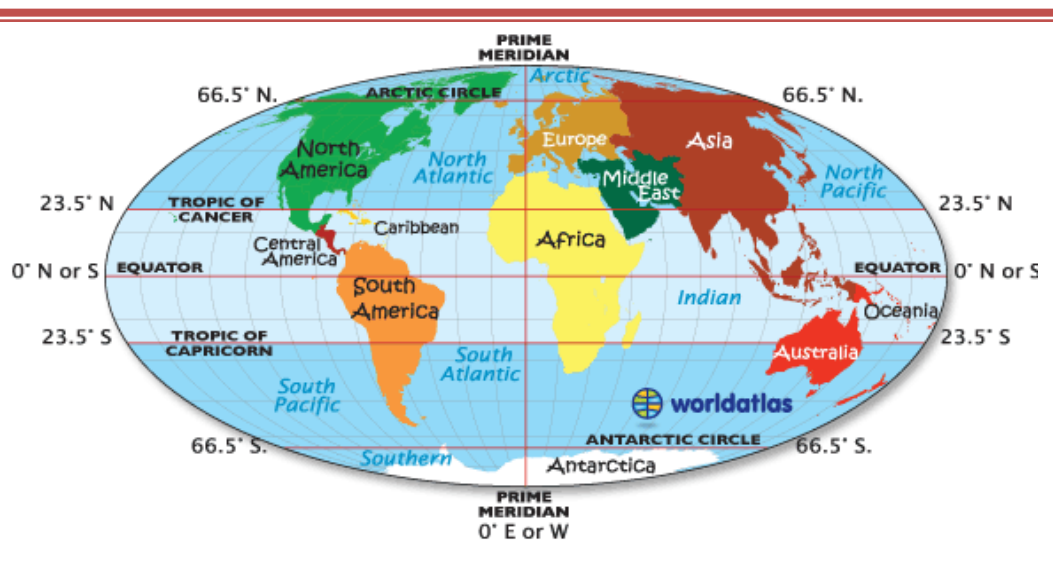 PRIME
MERIDIAN
Arctic
66.5° N.
ARCTIC CIRCLE
66.5° N.
North
America
North
Atlantic
Europe
Asia
Middle
East
North
Pacific
23.5° N
TROPIC OF
CANCER
23.5° N
Caribbean
Central
America
Africa
0° N or S
EQUATOR
EQUATOR
0° N or S
South
America
Indian
Oceania
23.5° S
TROPIC OF
CAPRICORN
23.5° S
South
Atlantic
Australia
South
Pacific
worldatlas
66.5° S.
ANTARCTIC CIRCLE
66.5° S.
Southern
Antarctica
PRIME
MERIDIAN
0° E or W